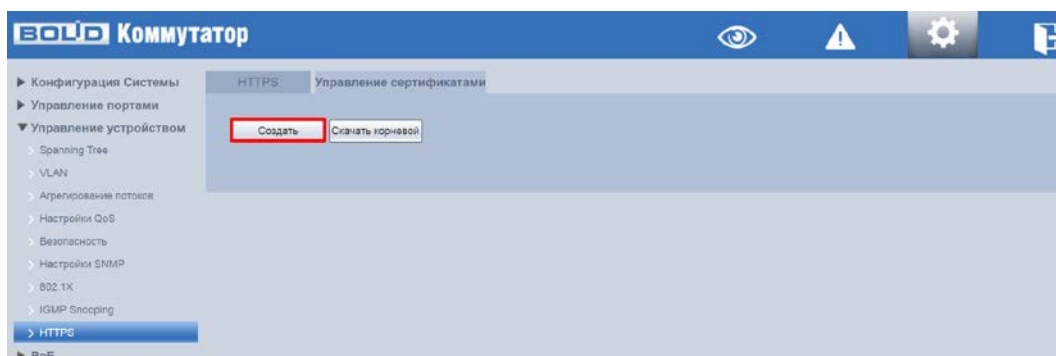 BOLID Коммутатор
Конфигурация Системы
Управление портами
Управление устройством
Spanning Tree
VLAN
Агрегирование потоков
Настройки QoS
Безопасность
Настройки SNMP
802.1X
IGMP Snooping
HTTPS
PoE
HTTPS Управление сертификатами
Создать Скачать корневой